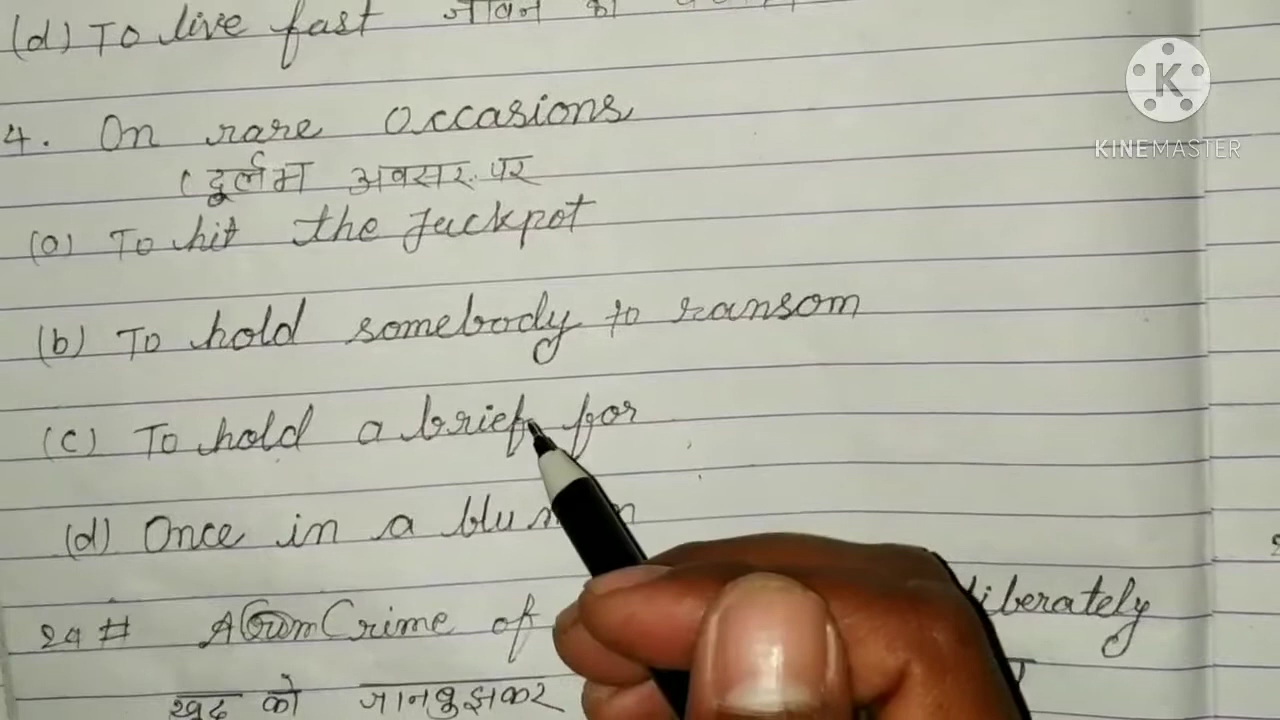 (d) To live fast जीवन का
4. On rare occasions
( दुर्लभ अवसर पर
(a) To hit the Jackpot
(b) To hold somebody to ransom
(c) To hold a brief for
(d) Once in a blu
24 # A Crime of liberately
खुद को जानबुझकर
K
KINEMASTER